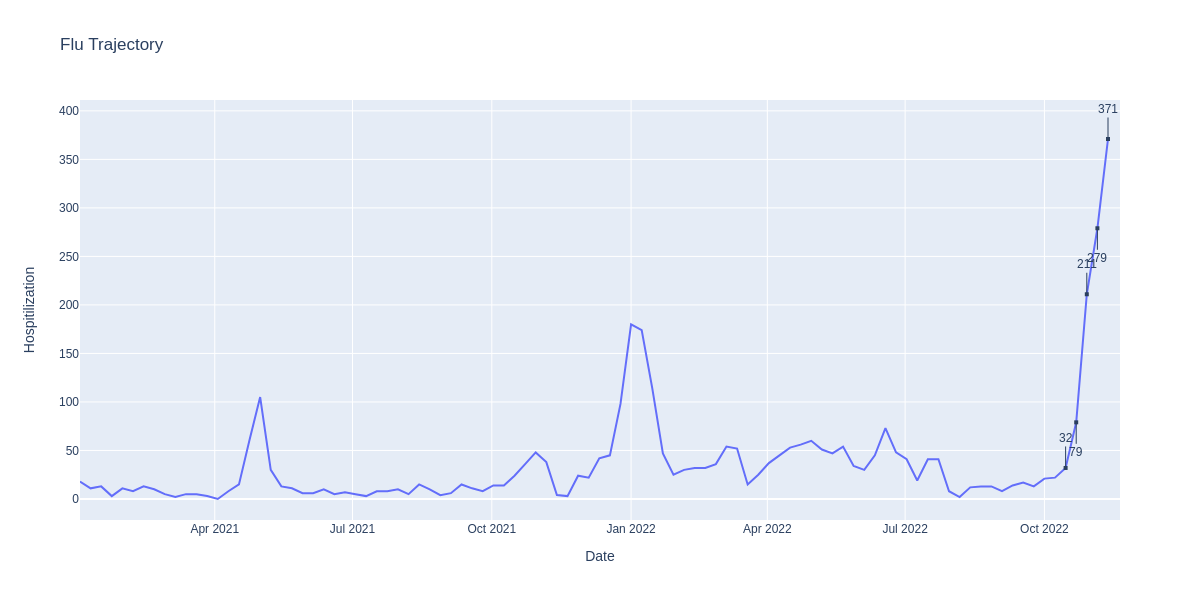 Flu Trajectory
400
350
300
250
200
150
100
50
0
Hospitilization
371
279
211
32
79
Apr 2021
Jul 2021
Oct 2021
Jan 2022
Apr 2022
Jul 2022
Oct 2022
Date